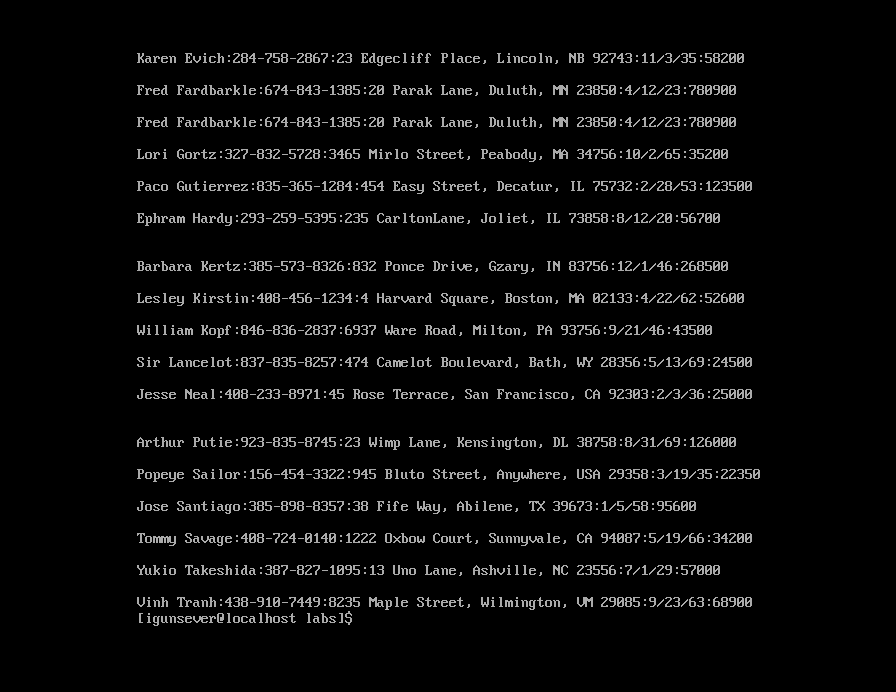 Karen Evich:284-758-2867:23 Edgecliff Place, Lincoln, NB 92743:11/3/35:58200
Fred Fardbarkle:674-843-1385:20 Parak Lane, Duluth, MN 23850:4/12/23:780900
Fred Fardbarkle:674-843-1385:20 Parak Lane, Duluth, MN 23850:4/12/23:780900
Lori Gortz:327-832-5728:3465 Mirlo Street, Peabody, MA 34756:10/2/65:35200
Paco Gutierrez:835-365-1284:454 Easy Street, Decatur, IL 75732:2/28/53:123500
Ephram Hardy:293-259-5395:235 CarltonLane, Joliet, IL 73858:8/12/20:56700
Barbara Kertz:385-573-8326:832 Ponce Drive, Gzary, IN 83756:12/1/46:268500
Lesley Kirstin:408-456-1234:4 Harvard Square, Boston, MA 02133:4/22/62:52600
William Kopf:846-836-2837:6937 Ware Road, Milton, PA 93756:9/21/46:43500
Sir Lancelot:837-835-8257:474 Camelot Boulevard, Bath, WY 28356:5/13/69:24500
Jesse Neal:408-233-8971:45 Rose Terrace, San Francisco, CA 92303:2/3/36:25000
Arthur Putie:923-835-8745:23 Wimp Lane, Kensington, DL 38758:8/31/69:126000
Popeye Sailor:156-454-3322:945 Bluto Street, Anywhere, USA 29358:3/19/35:22350
Jose Santiago:385-898-8357:38 Fife Way, Abilene, TX 39673:1/5/58:95600
Tommy Savage:408-724-0140:1222 Oxbow Court, Sunnyvale, CA 94087:5/19/66:34200
Yukio Takeshida:387-827-1095:13 Uno Lane, Ashville, NC 23556:7/1/29:57000
Vinh Tranh:438-910-7449:8235 Maple Street, Wilmington, VM 29085:9/23/63:68900
[igunsever@localhost labs]$